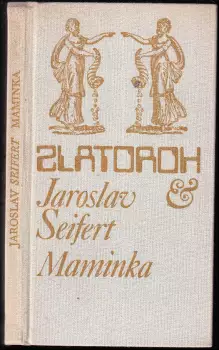 JAROSLAV SEIFERT MAMINKA
ZLATOROH
Jaroslav &
Seifert
Maminka